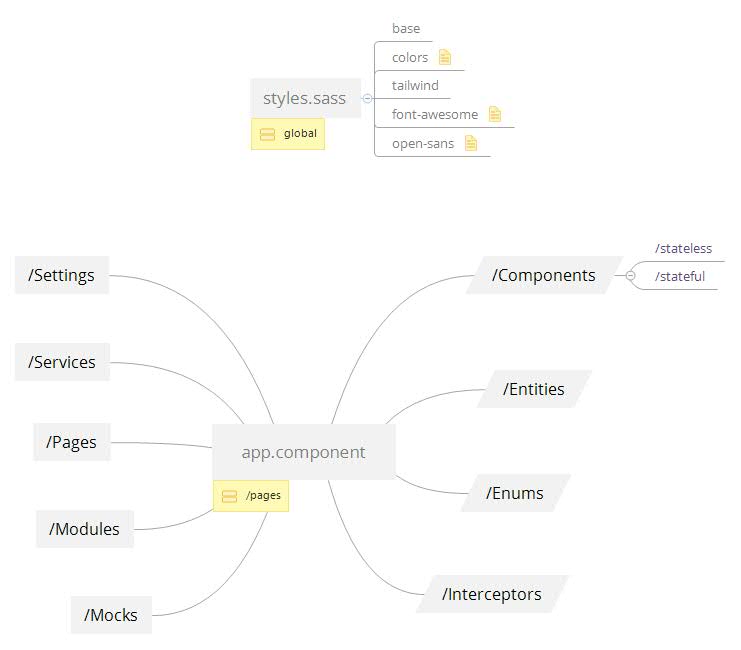 base
colors
tailwind
styles.sass
font-awesome
global
open-sans
/stateless
/Settings
/Components
/stateful
/Services
/Entities
/Pages
app.component
/Enums
/pages
/Modules
/Interceptors
/Mocks